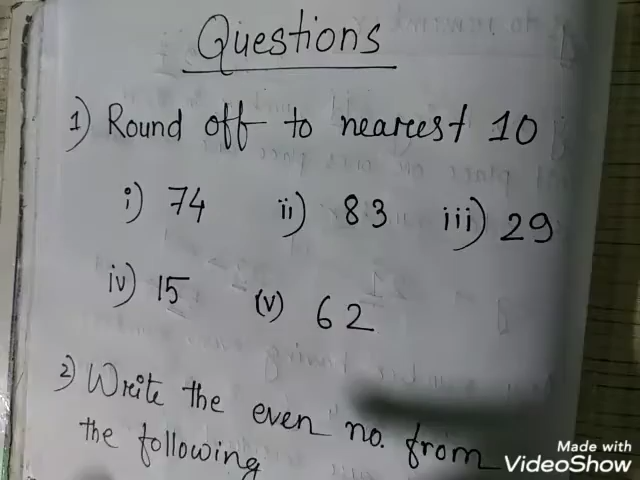 Questions
1) Round off to nearest 10
i) 74 ii) 83 iii) 29
iv) 15 (v) 62
2) Write the even no. from
the following
Made with
VideoShow